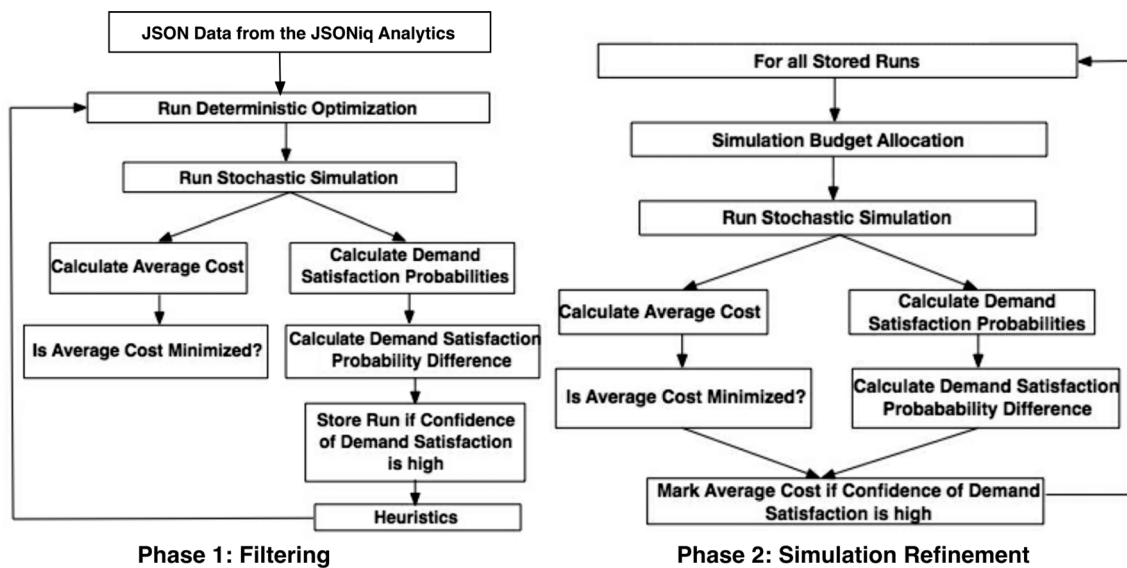 JSON Data from the JSONiq Analytics
Run Deterministic Optimization
Run Stochastic Simulation
Calculate Average Cost
Calculate Demand
Satisfaction Probabilities
Is Average Cost Minimized?
Calculate Demand Satisfaction
Probability Difference
Store Run if Confidence
of Demand Satisfaction
is high
Heuristics
Phase 1: Filtering
For all Stored Runs
Simulation Budget Allocation
Run Stochastic Simulation
Calculate Average Cost
Calculate Demand
Satisfaction Probabilities
Is Average Cost Minimized?
Calculate Demand Satisfaction
Probabability Difference
Mark Average Cost if Confidence of Demand
Satisfaction is high
Phase 2: Simulation Refinement